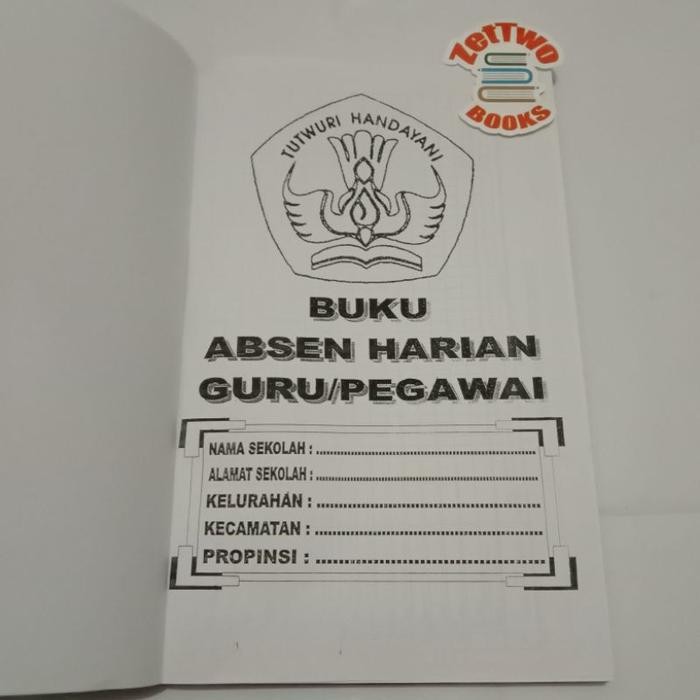 ZetTwo
BOOKS
TUTWURI HANDAYANI
BUKU
ABSEN HARIAN
GURU/PEGAWAI
NAMA SEKOLAH : ............................................
ALAMAT SEKOLAH : ............................................
KELURAHAN : ............................................
KECAMATAN : ............................................
PROPINSI : ............................................